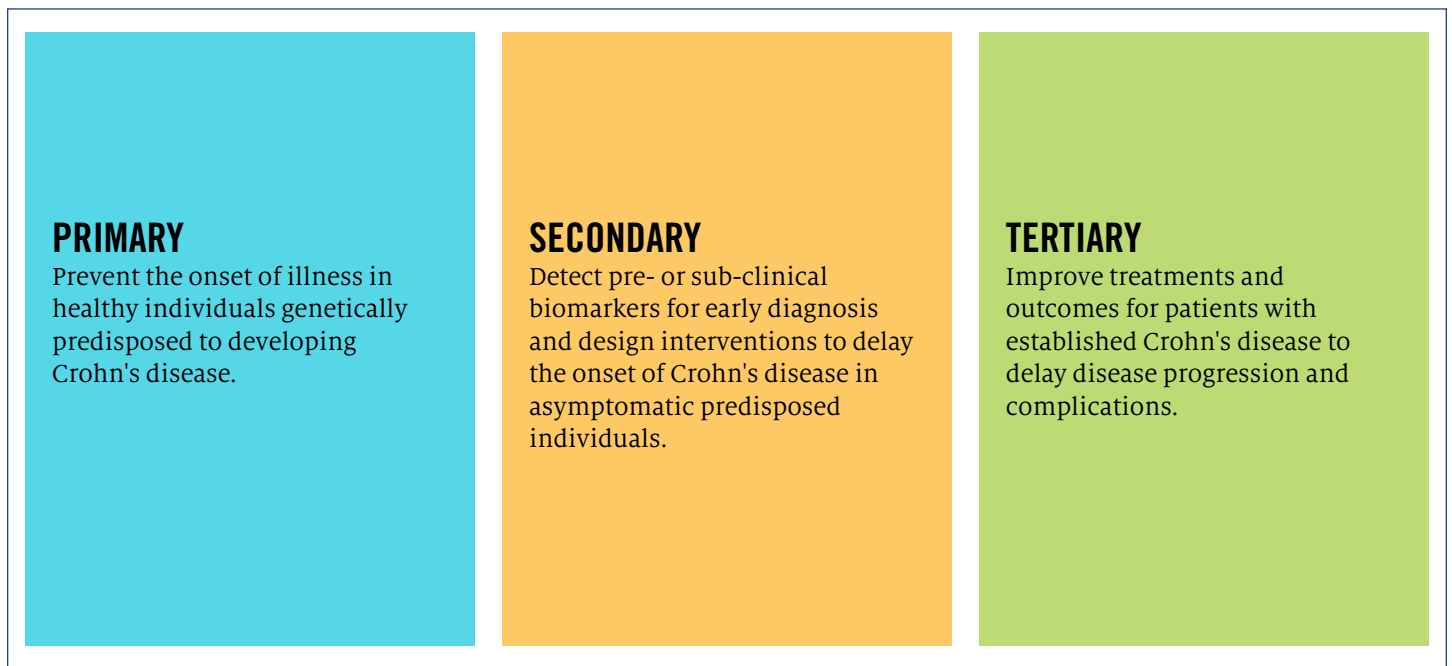 PRIMARY
Prevent the onset of illness in
healthy individuals genetically
predisposed to developing
Crohn's disease.
SECONDARY
Detect pre- or sub-clinical
biomarkers for early diagnosis
and design interventions to delay
the onset of Crohn's disease in
asymptomatic predisposed
individuals.
TERTIARY
Improve treatments and
outcomes for patients with
established Crohn's disease to
delay disease progression and
complications.